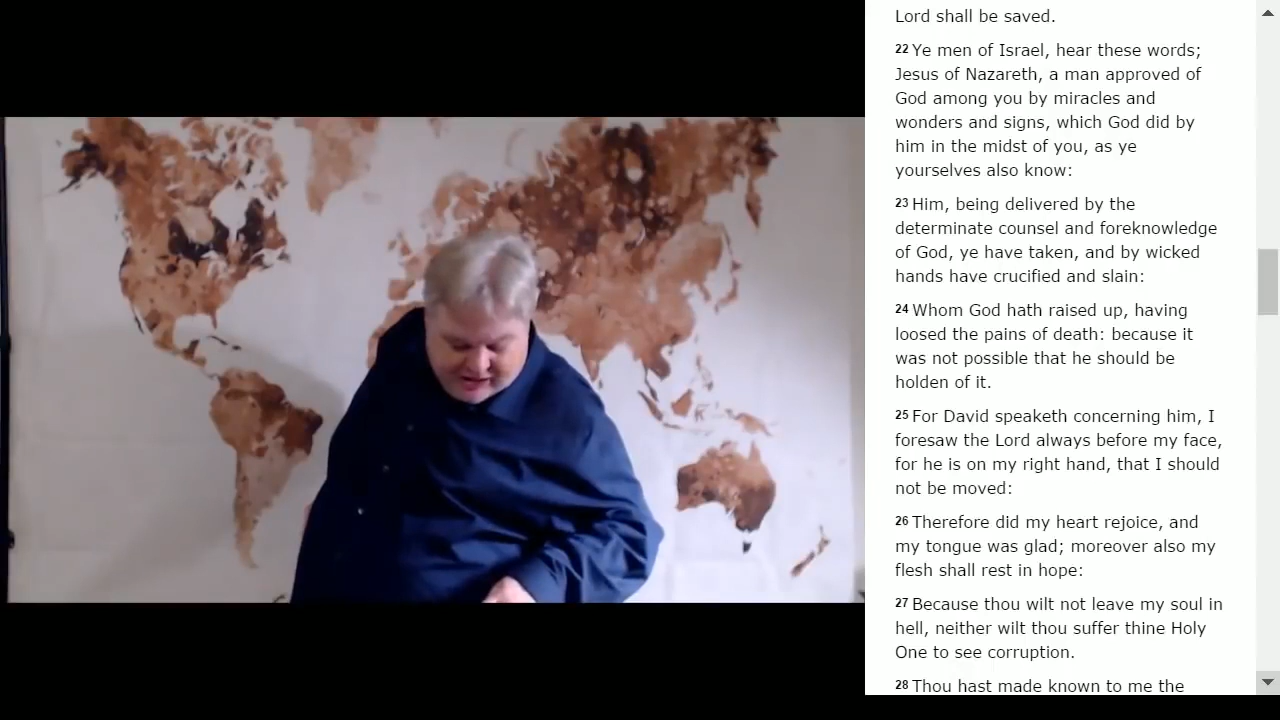 Lord shall be saved.
22 Ye men of Israel, hear these words;
Jesus of Nazareth, a man approved of
God among you by miracles and
wonders and signs, which God did by
him in the midst of you, as ye
yourselves also know:
23 Him, being delivered by the
determinate counsel and foreknowledge
of God, ye have taken, and by wicked
hands have crucified and slain:
24 Whom God hath raised up, having
loosed the pains of death: because it
was not possible that he should be
holden of it.
25 For David speaketh concerning him, I
foresaw the Lord always before my face,
for he is on my right hand, that I should
not be moved:
26 Therefore did my heart rejoice, and
my tongue was glad; moreover also my
flesh shall rest in hope:
27 Because thou wilt not leave my soul in
hell, neither wilt thou suffer thine Holy
One to see corruption.
28 Thou hast made known to me the